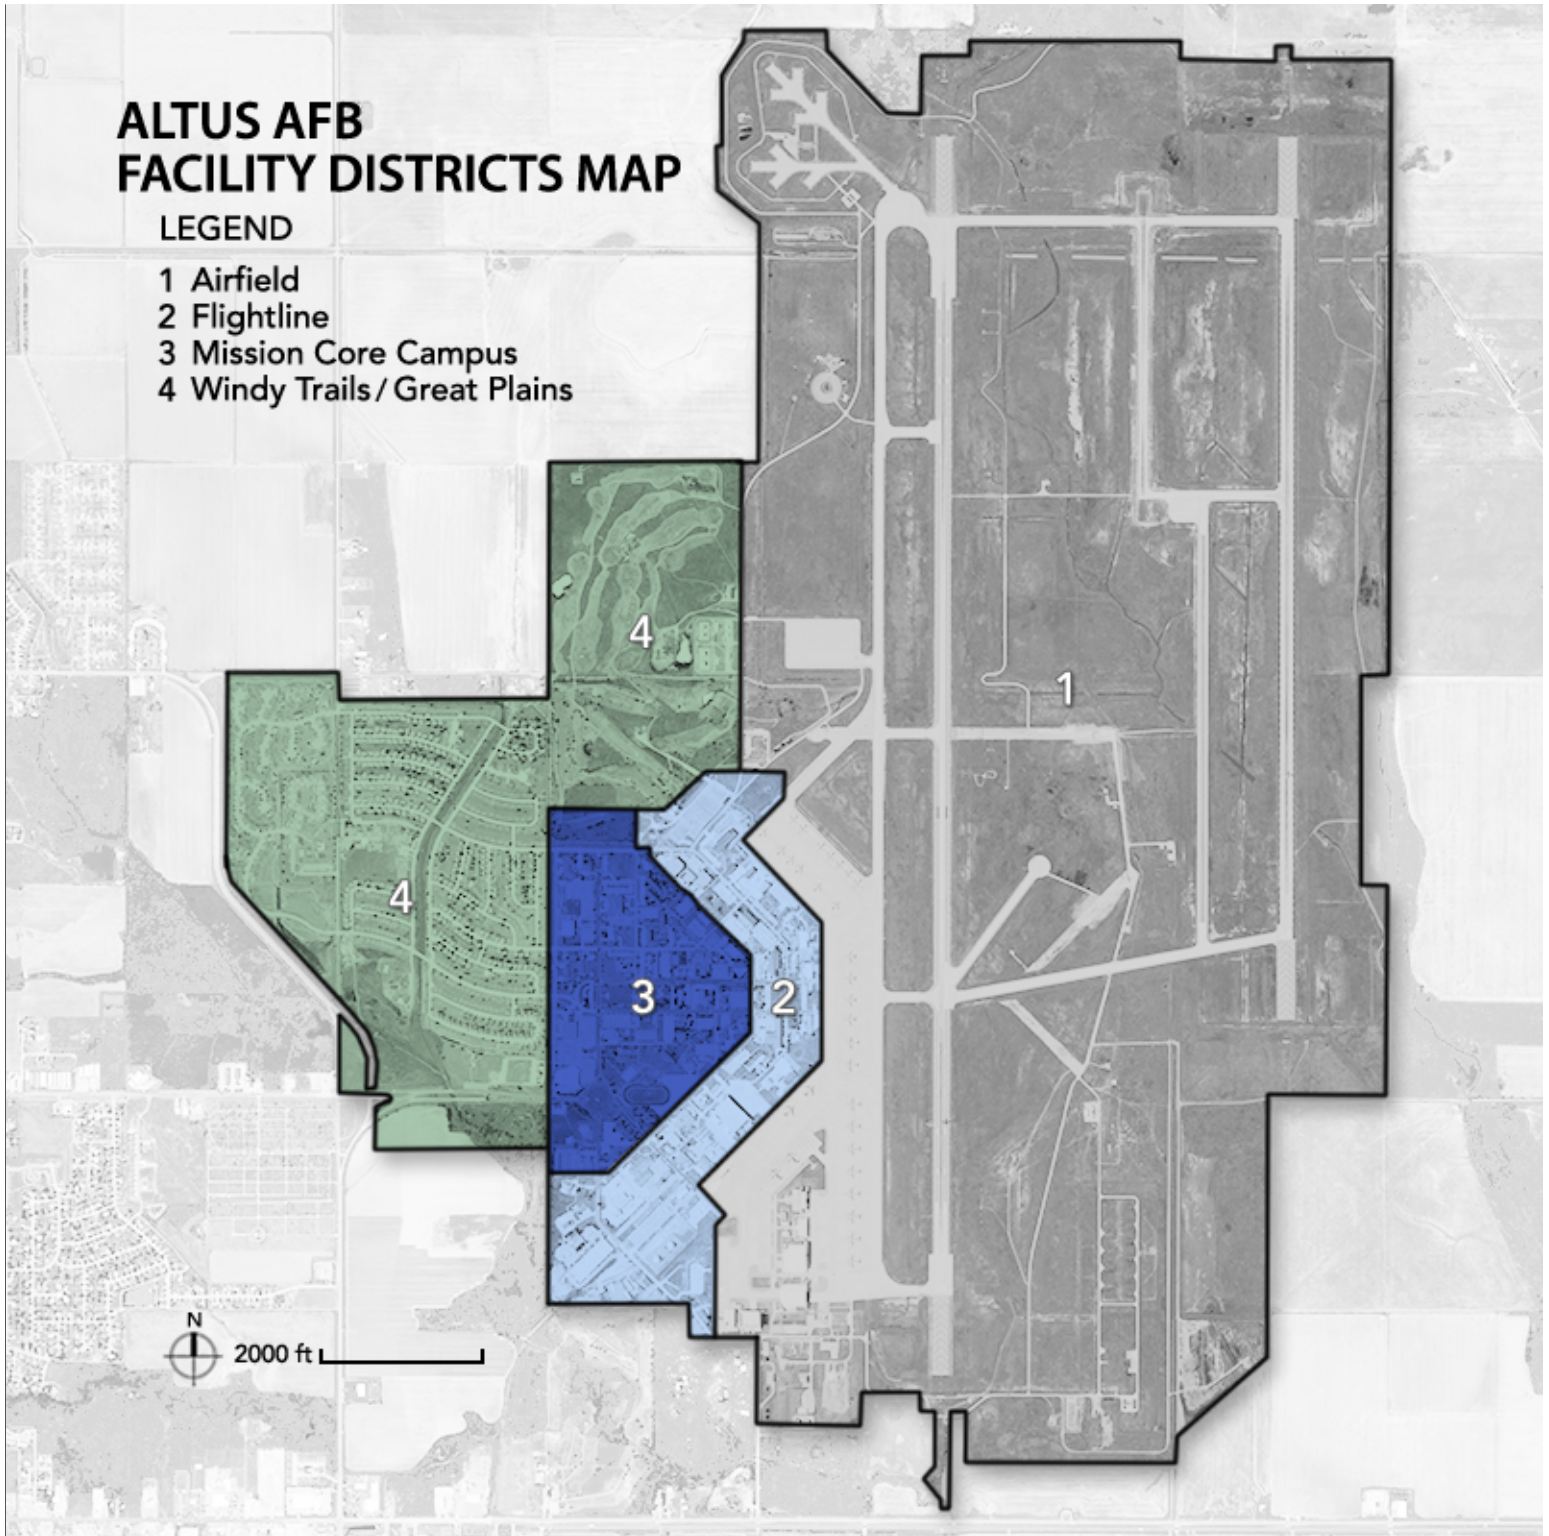 ALTUS AFB
FACILITY DISTRICTS MAP
LEGEND
1 Airfield
2 Flightline
3 Mission Core Campus
4 Windy Trails / Great Plains
4
1
4
3
2
N
2000 ft